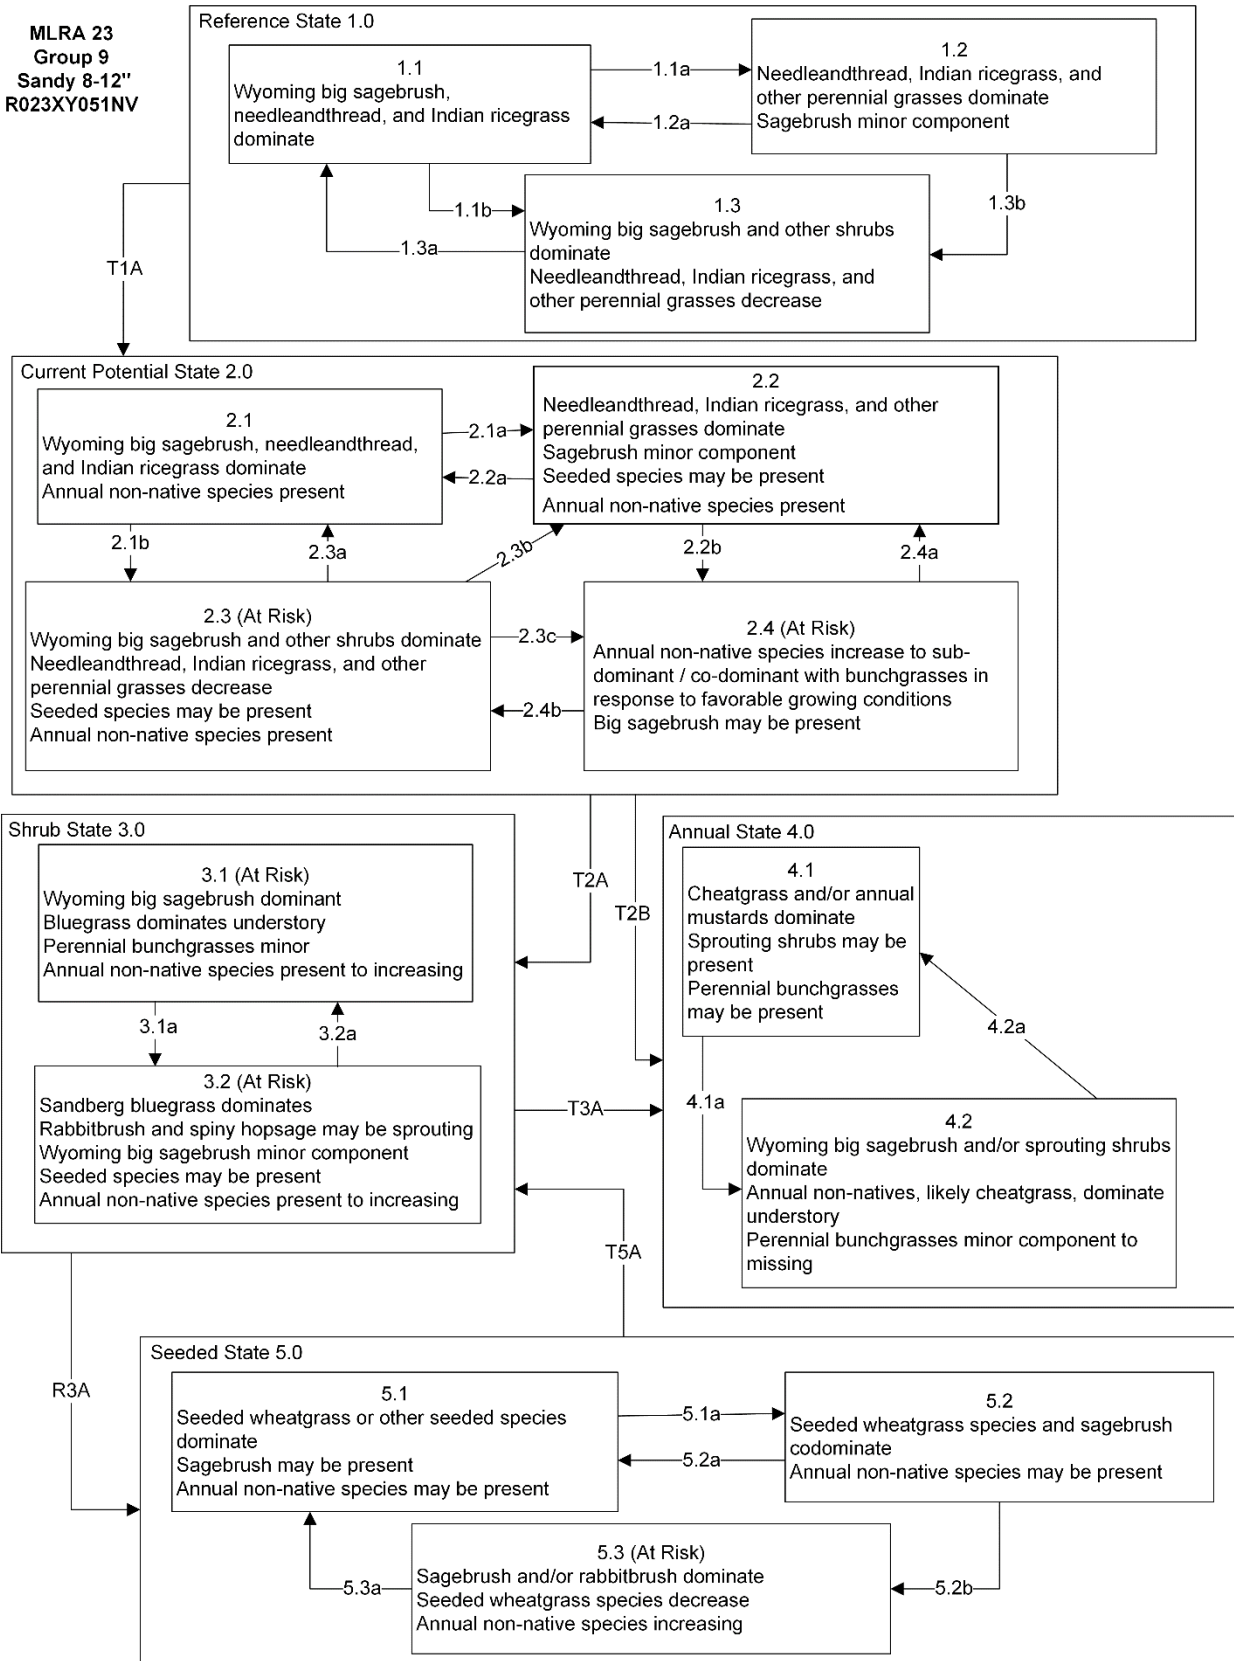 MLRA 23
Group 9
Sandy 8-12"
R023XY051NV
Reference State 1.0
1.1
Wyoming big sagebrush,
needleandthread, and Indian ricegrass
dominate
1.1a
1.2a
1.2
Needleandthread, Indian ricegrass, and
other perennial grasses dominate
Sagebrush minor component
1.1b
1.3a
1.3b
1.3
Wyoming big sagebrush and other shrubs
dominate
Needleandthread, Indian ricegrass, and
other perennial grasses decrease
T1A
Current Potential State 2.0
2.1
Wyoming big sagebrush, needleandthread,
and Indian ricegrass dominate
Annual non-native species present
2.1a
2.2a
2.2
Needleandthread, Indian ricegrass, and other
perennial grasses dominate
Sagebrush minor component
Seeded species may be present
Annual non-native species present
2.1b
2.3a
2.3b
2.2b
2.4a
2.3 (At Risk)
Wyoming big sagebrush and other shrubs dominate
Needleandthread, Indian ricegrass, and other
perennial grasses decrease
Seeded species may be present
Annual non-native species present
2.3c
2.4b
2.4 (At Risk)
Annual non-native species increase to sub-
dominant / co-dominant with bunchgrasses in
response to favorable growing conditions
Big sagebrush may be present
T2A
T2B
Shrub State 3.0
3.1 (At Risk)
Wyoming big sagebrush dominant
Bluegrass dominates understory
Perennial bunchgrasses minor
Annual non-native species present to increasing
3.1a
3.2a
3.2 (At Risk)
Sandberg bluegrass dominates
Rabbitbrush and spiny hopsage may be sprouting
Wyoming big sagebrush minor component
Seeded species may be present
Annual non-native species present to increasing
T3A
Annual State 4.0
4.1
Cheatgrass and/or annual
mustards dominate
Sprouting shrubs may be
present
Perennial bunchgrasses
may be present
4.1a
4.2a
4.2
Wyoming big sagebrush and/or sprouting shrubs
dominate
Annual non-natives, likely cheatgrass, dominate
understory
Perennial bunchgrasses minor component to
missing
T5A
R3A
Seeded State 5.0
5.1
Seeded wheatgrass or other seeded species
dominate
Sagebrush may be present
Annual non-native species may be present
5.1a
5.2a
5.2
Seeded wheatgrass species and sagebrush
codominate
Annual non-native species may be present
5.3a
5.2b
5.3 (At Risk)
Sagebrush and/or rabbitbrush dominate
Seeded wheatgrass species decrease
Annual non-native species increasing